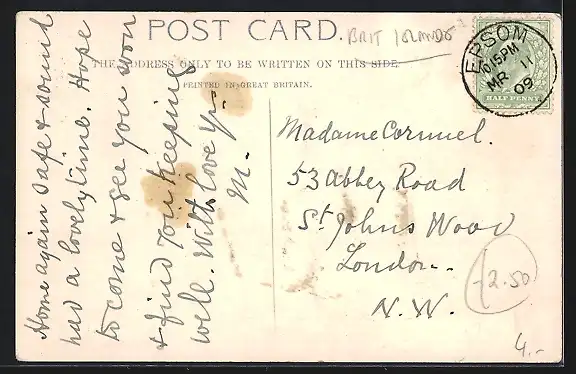 POST CARD.
BRIT ISLANDS
THE ADDRESS ONLY TO BE WRITTEN ON THIS SIDE.
PRINTED IN GREAT BRITAIN.
EPSOM
10.15PM
MR 11
09
HALF PENNY
Home again safe & sound
had a lovely time. Hope
to come & see you soon
& find you keeping
well. With love Yr.
M.
Madame Cormuel.
53 Abbey Road
St Johns Wood
London.
N. W.
2.50
4.-